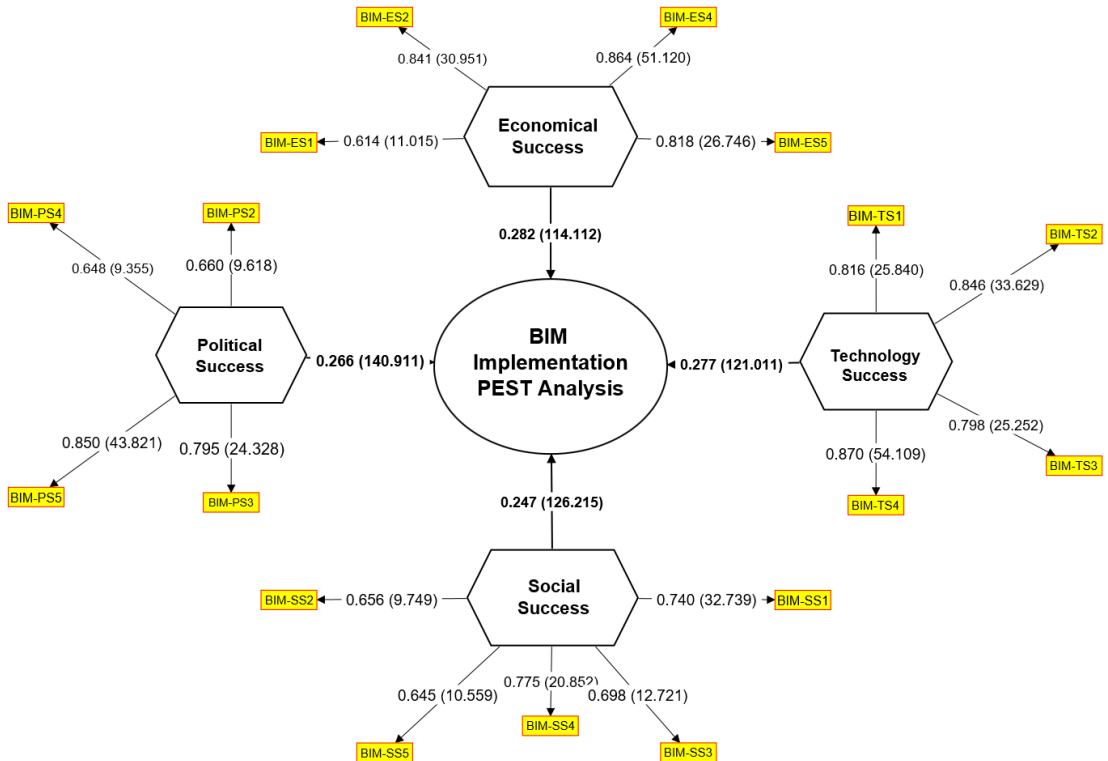 BIM-ES2
BIM-ES4
0.841 (30.951)
0.864 (51.120)
Economical
Success
BIM-ES1
0.614 (11.015)
0.818 (26.746)
BIM-ES5
BIM-PS4
BIM-PS2
BIM-TS1
BIM-TS2
0.282 (114.112)
0.648 (9.355)
0.660 (9.618)
0.816 (25.840)
0.846 (33.629)
Political
Success
0.266 (140.911)
BIM
Implementation
PEST Analysis
0.277 (121.011)
Technology
Success
0.850 (43.821)
0.795 (24.328)
0.870 (54.109)
0.798 (25.252)
BIM-PS5
BIM-PS3
BIM-TS4
BIM-TS3
0.247 (126.215)
Social
Success
BIM-SS2
0.656 (9.749)
0.740 (32.739)
BIM-SS1
0.645 (10.559)
0.775 (20.852)
0.698 (12.721)
BIM-SS5
BIM-SS4
BIM-SS3